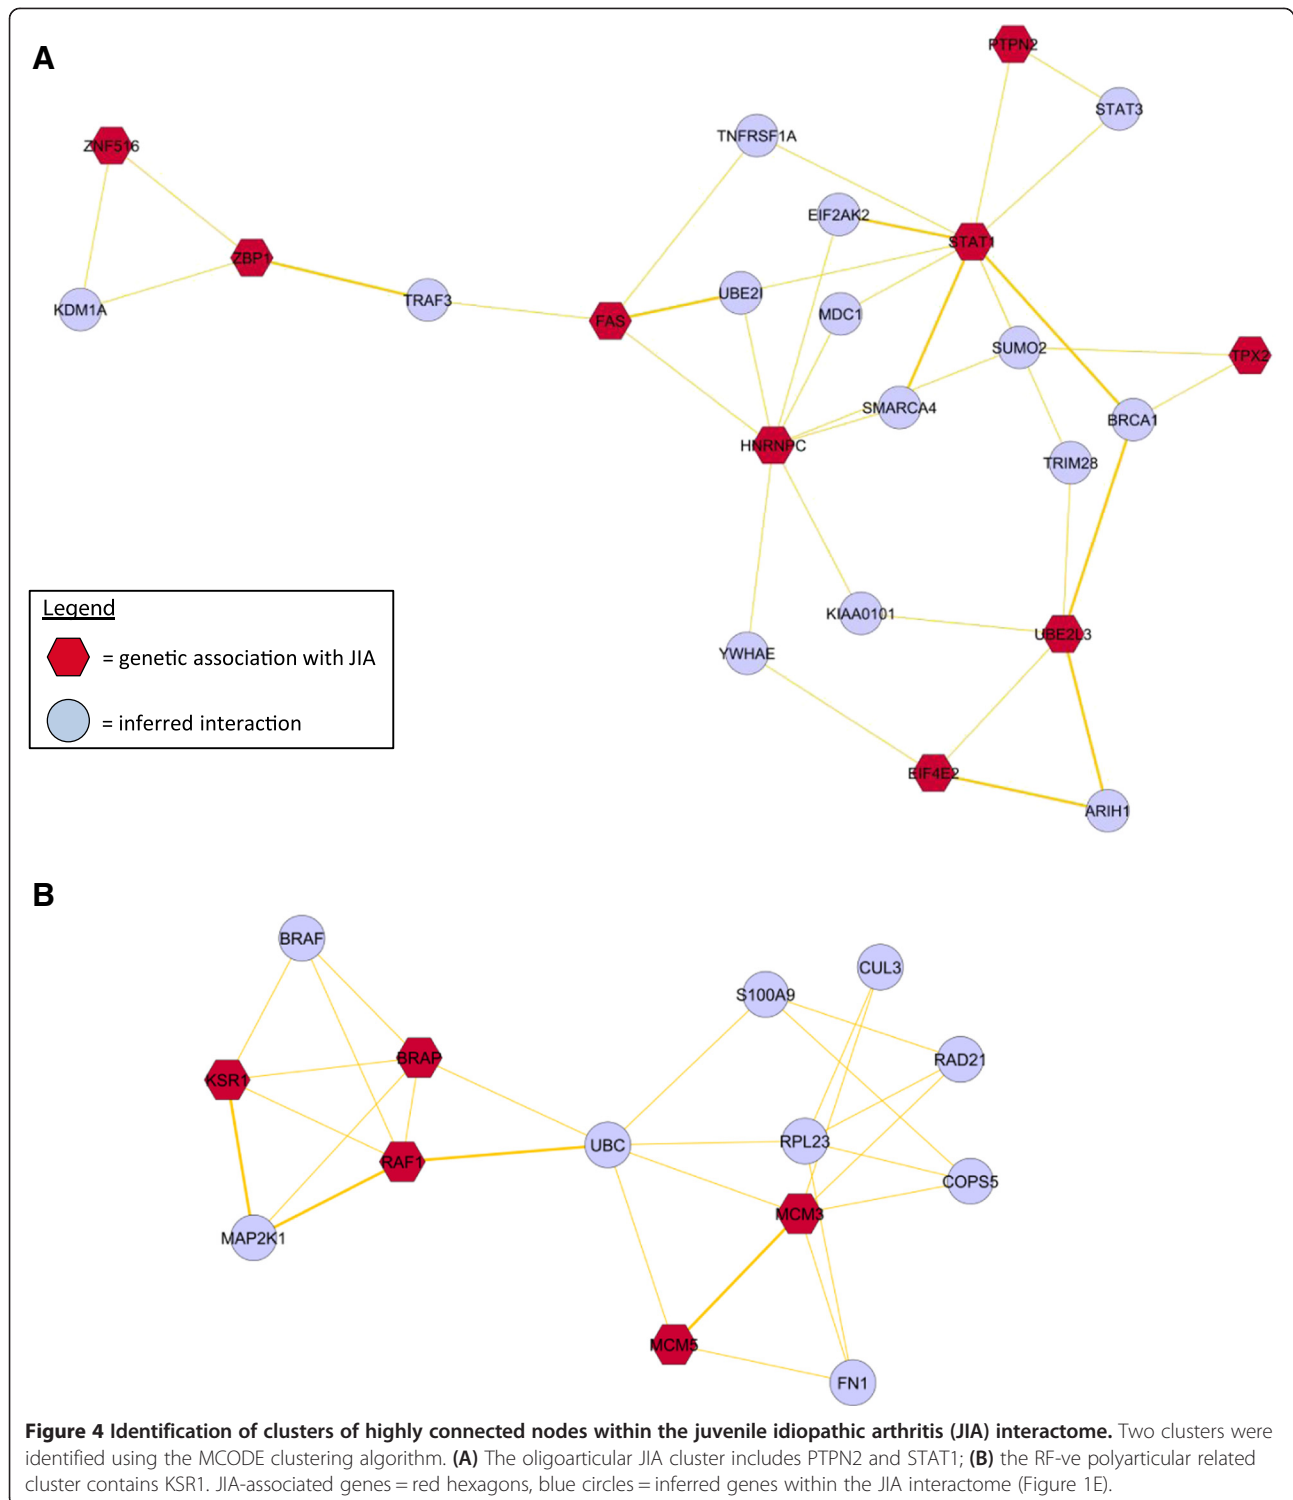 A
PTPN2
STAT3
TNFRSF1A
ZNF516
EIF2AK2
STAT1
ZBP1
UBE2I
TRAF3
KDM1A
MDC1
FAS
SUMO2
TPX2
SMARCA4
BRCA1
HNRNPC
TRIM28
KIAA0101
UBE2L3
YWHAE
EIF4E2
ARIH1
Legend
= genetic association with JIA
= inferred interaction
B
BRAF
CUL3
S100A9
BRAP
RAD21
KSR1
UBC
RPL23
RAF1
COPS5
MCM3
MAP2K1
MCM5
FN1
Figure 4 Identification of clusters of highly connected nodes within the juvenile idiopathic arthritis (JIA) interactome. Two clusters were
identified using the MCODE clustering algorithm. (A) The oligoarticular JIA cluster includes PTPN2 and STAT1; (B) the RF-ve polyarticular related
cluster contains KSR1. JIA-associated genes = red hexagons, blue circles = inferred genes within the JIA interactome (Figure 1E).